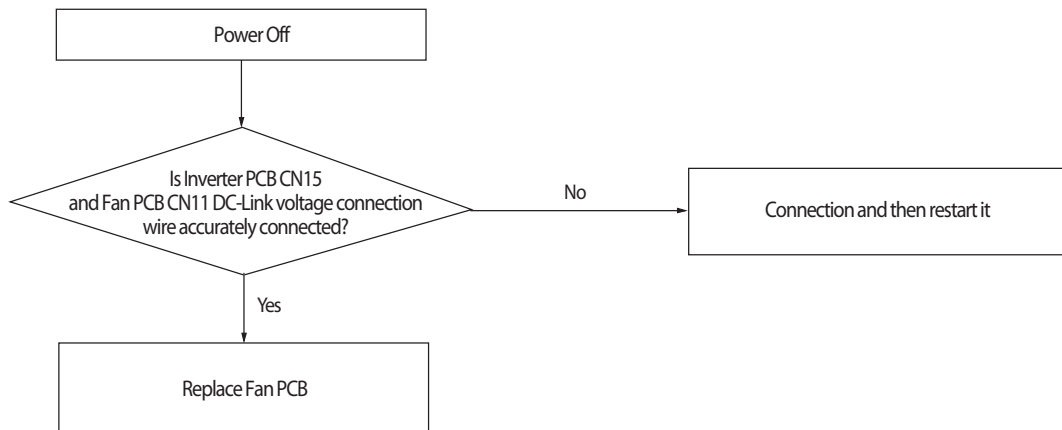 Power Off
Is Inverter PCB CN15
and Fan PCB CN11 DC-Link voltage connection
wire accurately connected?
No
Connection and then restart it
Yes
Replace Fan PCB